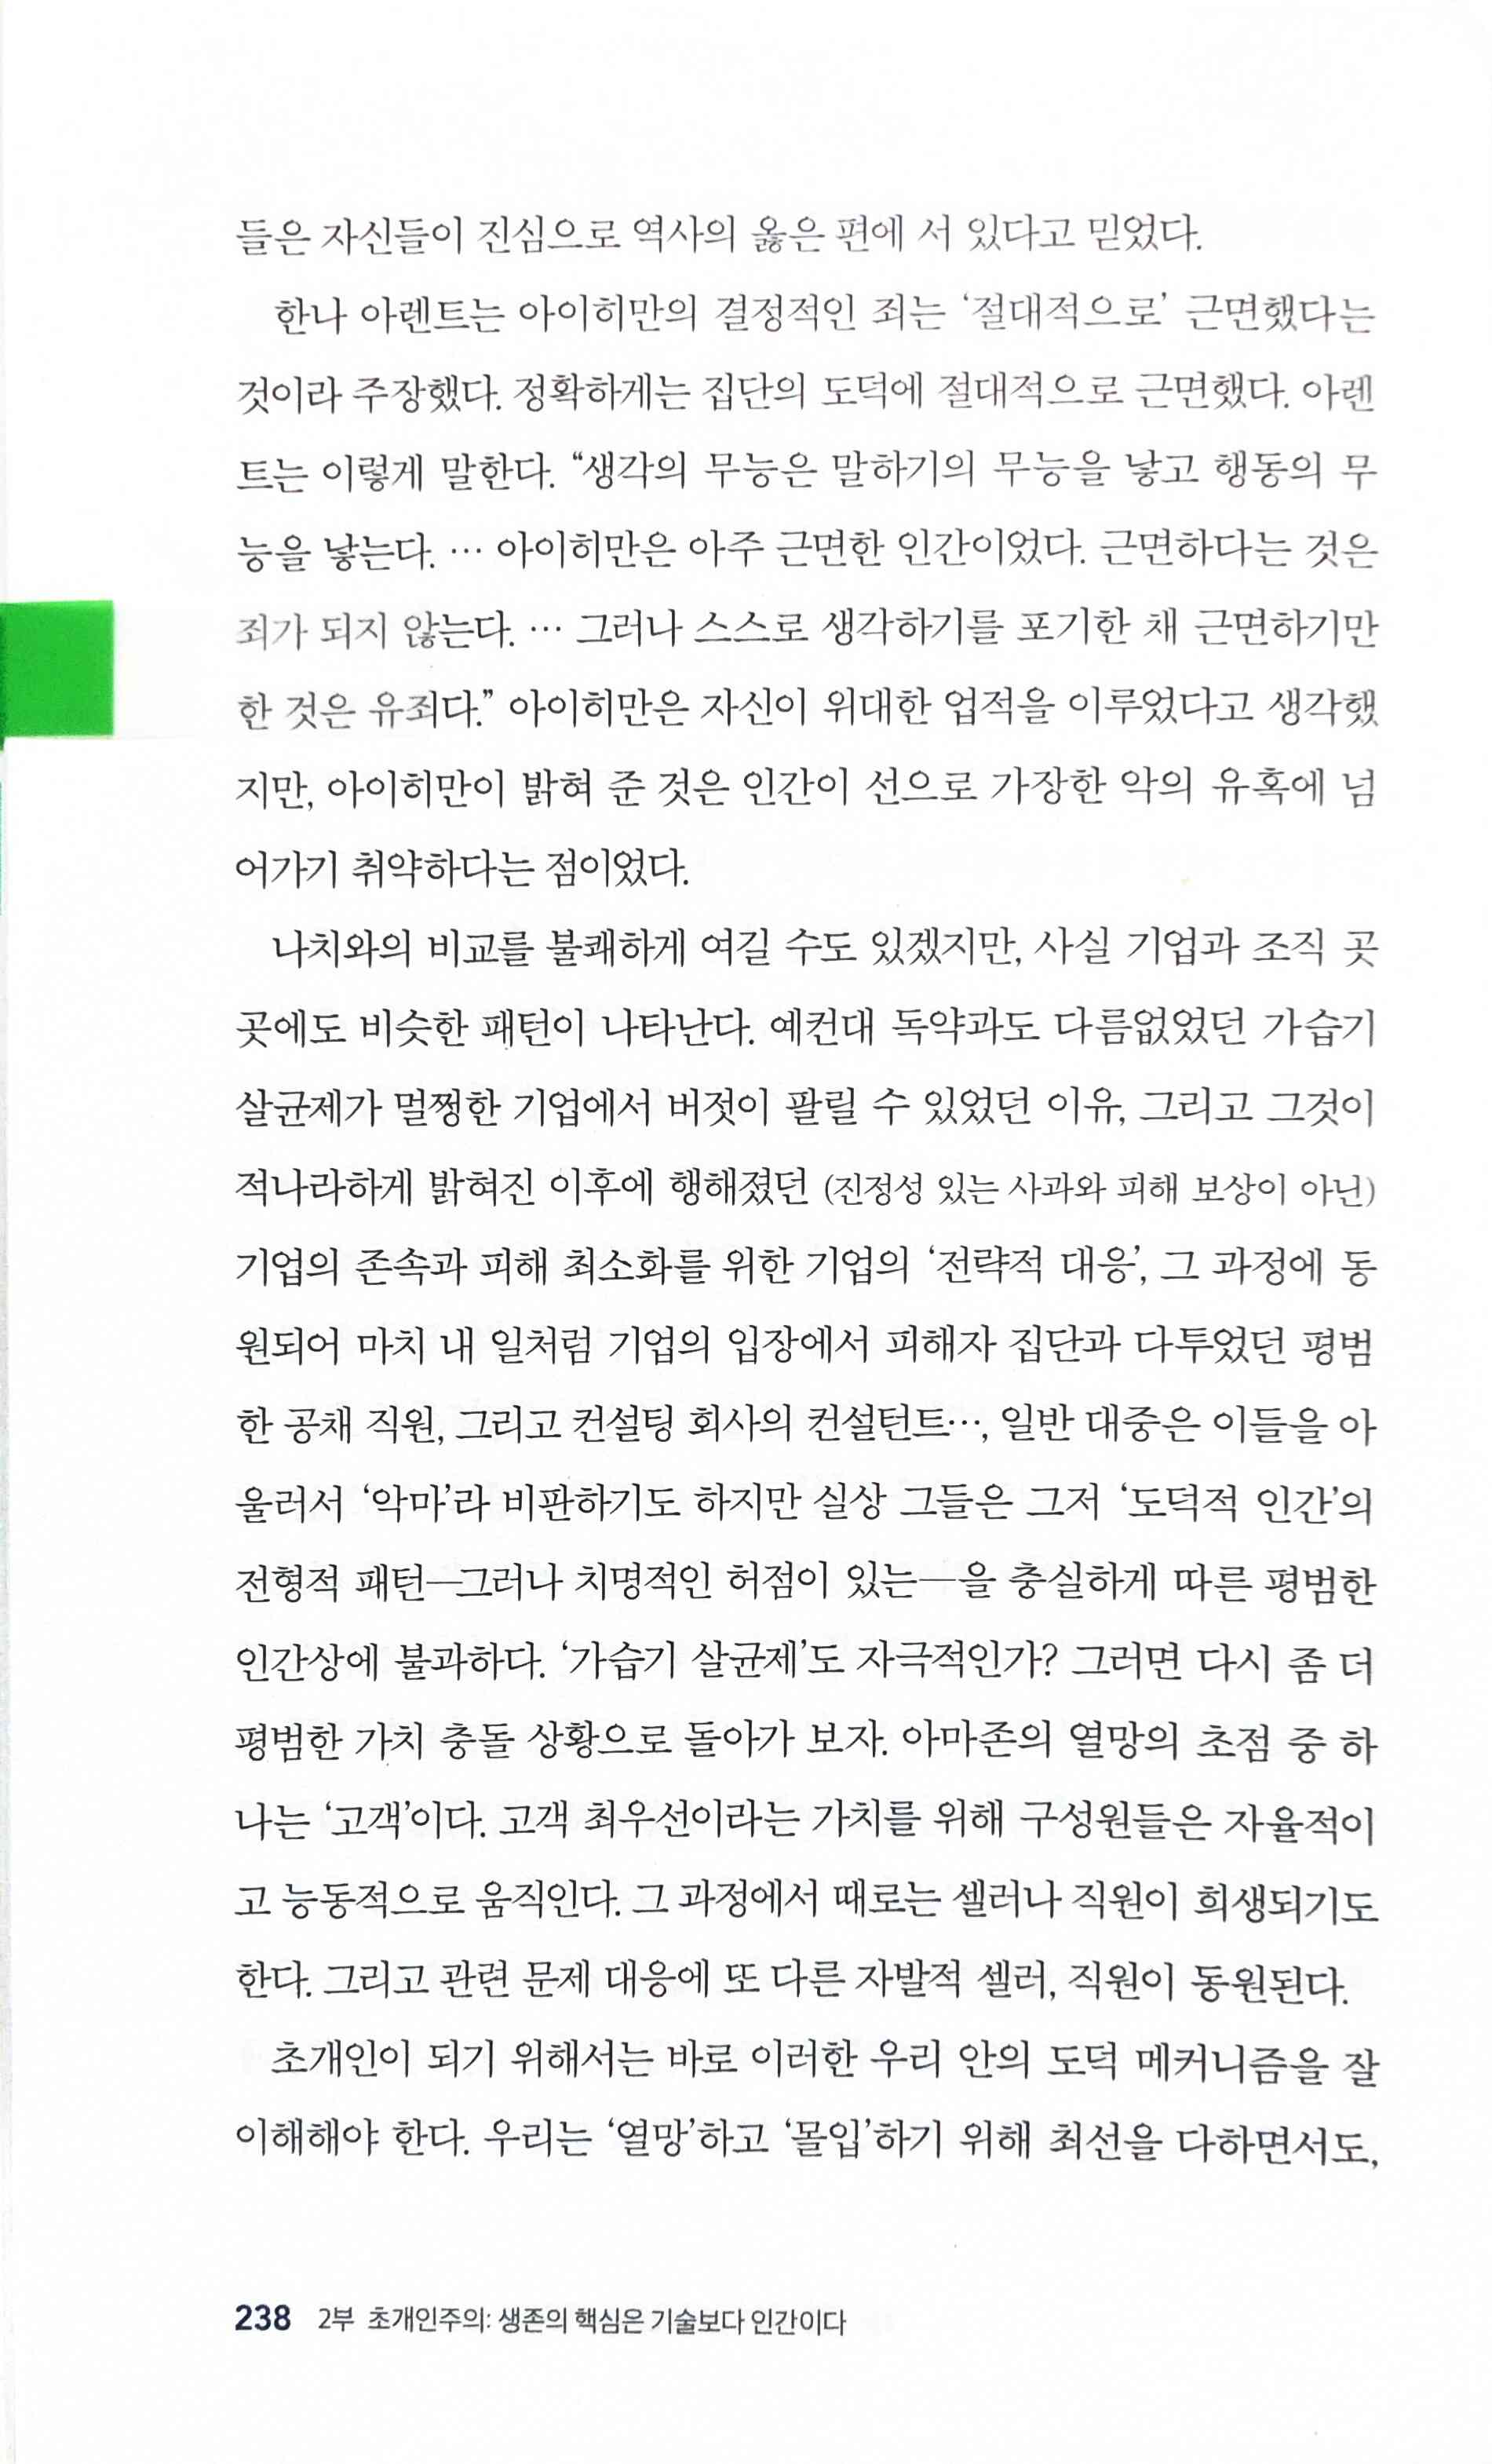 들은 자신들이 진심으로 역사의 옳은 편에 서 있다고 믿었다.
한나 아렌트는 아이히만의 결정적인 죄는 ‘절대적으로’ 근면했다는
것이라 주장했다. 정확하게는 집단의 도덕에 절대적으로 근면했다. 아렌
트는 이렇게 말한다. “생각의 무능은 말하기의 무능을 낳고 행동의 무
능을 낳는다. … 아이히만은 아주 근면한 인간이었다. 근면하다는 것은
죄가 되지 않는다. … 그러나 스스로 생각하기를 포기한 채 근면하기만
한 것은 유죄다.” 아이히만은 자신이 위대한 업적을 이루었다고 생각했
지만, 아이히만이 밝혀 준 것은 인간이 선으로 가장한 악의 유혹에 넘
어가기 취약하다는 점이었다.
나치와의 비교를 불쾌하게 여길 수도 있겠지만, 사실 기업과 조직 곳
곳에도 비슷한 패턴이 나타난다. 예컨대 독약과도 다름없었던 가습기
살균제가 멀쩡한 기업에서 버젓이 팔릴 수 있었던 이유, 그리고 그것이
적나라하게 밝혀진 이후에 행해졌던 (진정성 있는 사과와 피해 보상이 아닌)
기업의 존속과 피해 최소화를 위한 기업의 ‘전략적 대응’, 그 과정에 동
원되어 마치 내 일처럼 기업의 입장에서 피해자 집단과 다투었던 평범
한 공채 직원, 그리고 컨설팅 회사의 컨설턴트…, 일반 대중은 이들을 아
울러서 ‘악마’라 비판하기도 하지만 실상 그들은 그저 ‘도덕적 인간’의
전형적 패턴—그러나 치명적인 허점이 있는—을 충실하게 따른 평범한
인간상에 불과하다. ‘가습기 살균제’도 자극적인가? 그러면 다시 좀 더
평범한 가치 충돌 상황으로 돌아가 보자. 아마존의 열망의 초점 중 하
나는 ‘고객’이다. 고객 최우선이라는 가치를 위해 구성원들은 자율적이
고 능동적으로 움직인다. 그 과정에서 때로는 셀러나 직원이 희생되기도
한다. 그리고 관련 문제 대응에 또 다른 자발적 셀러, 직원이 동원된다.
초개인이 되기 위해서는 바로 이러한 우리 안의 도덕 메커니즘을 잘
이해해야 한다. 우리는 ‘열망’하고 ‘몰입’하기 위해 최선을 다하면서도,
238 2부 초개인주의: 생존의 핵심은 기술보다 인간이다